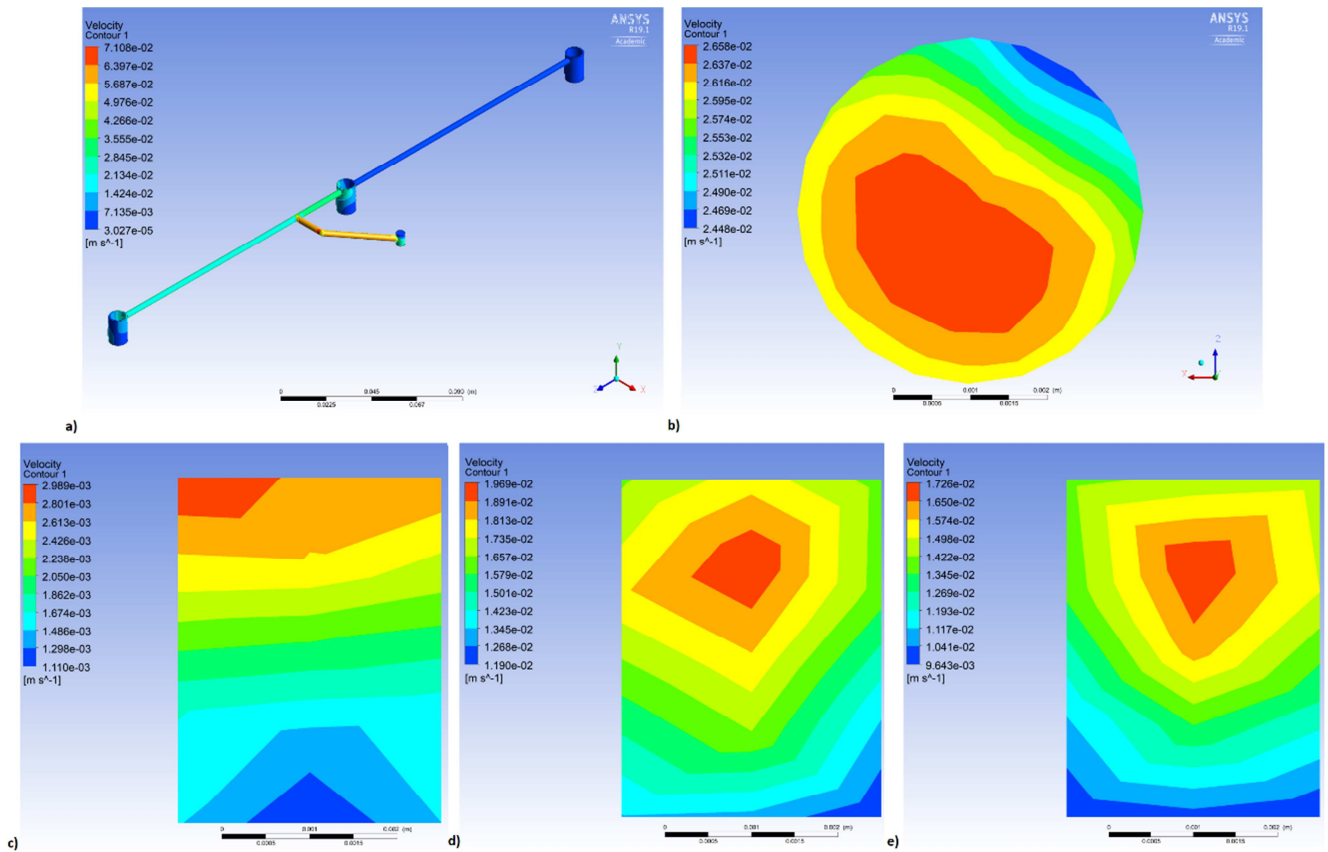 Velocity
Contour 1
7.108e-02
6.397e-02
5.687e-02
4.976e-02
4.266e-02
3.555e-02
2.845e-02
2.134e-02
1.424e-02
7.135e-03
3.027e-05
[m s^-1]
ANSYS
R19.1
Academic
0
0.045
0.090
(m)
0.0225
0.067
Y
Z
X
a)
Velocity
Contour 1
2.658e-02
2.637e-02
2.616e-02
2.595e-02
2.574e-02
2.553e-02
2.532e-02
2.511e-02
2.490e-02
2.469e-02
2.448e-02
[m s^-1]
ANSYS
R19.1
Academic
0
0.001
0.002
(m)
0.0005
0.0015
Z
X
Y
b)
Velocity
Contour 1
2.989e-03
2.801e-03
2.613e-03
2.426e-03
2.238e-03
2.050e-03
1.862e-03
1.674e-03
1.486e-03
1.298e-03
1.110e-03
[m s^-1]
0
0.001
0.002
(m)
0.0005
0.0015
c)
Velocity
Contour 1
1.969e-02
1.891e-02
1.813e-02
1.735e-02
1.657e-02
1.579e-02
1.501e-02
1.423e-02
1.345e-02
1.268e-02
1.190e-02
[m s^-1]
0
0.001
0.002
(m)
0.0005
0.0015
d)
Velocity
Contour 1
1.726e-02
1.650e-02
1.574e-02
1.498e-02
1.422e-02
1.345e-02
1.269e-02
1.193e-02
1.117e-02
1.041e-02
9.643e-03
[m s^-1]
0
0.001
0.002
(m)
0.0005
0.0015
e)